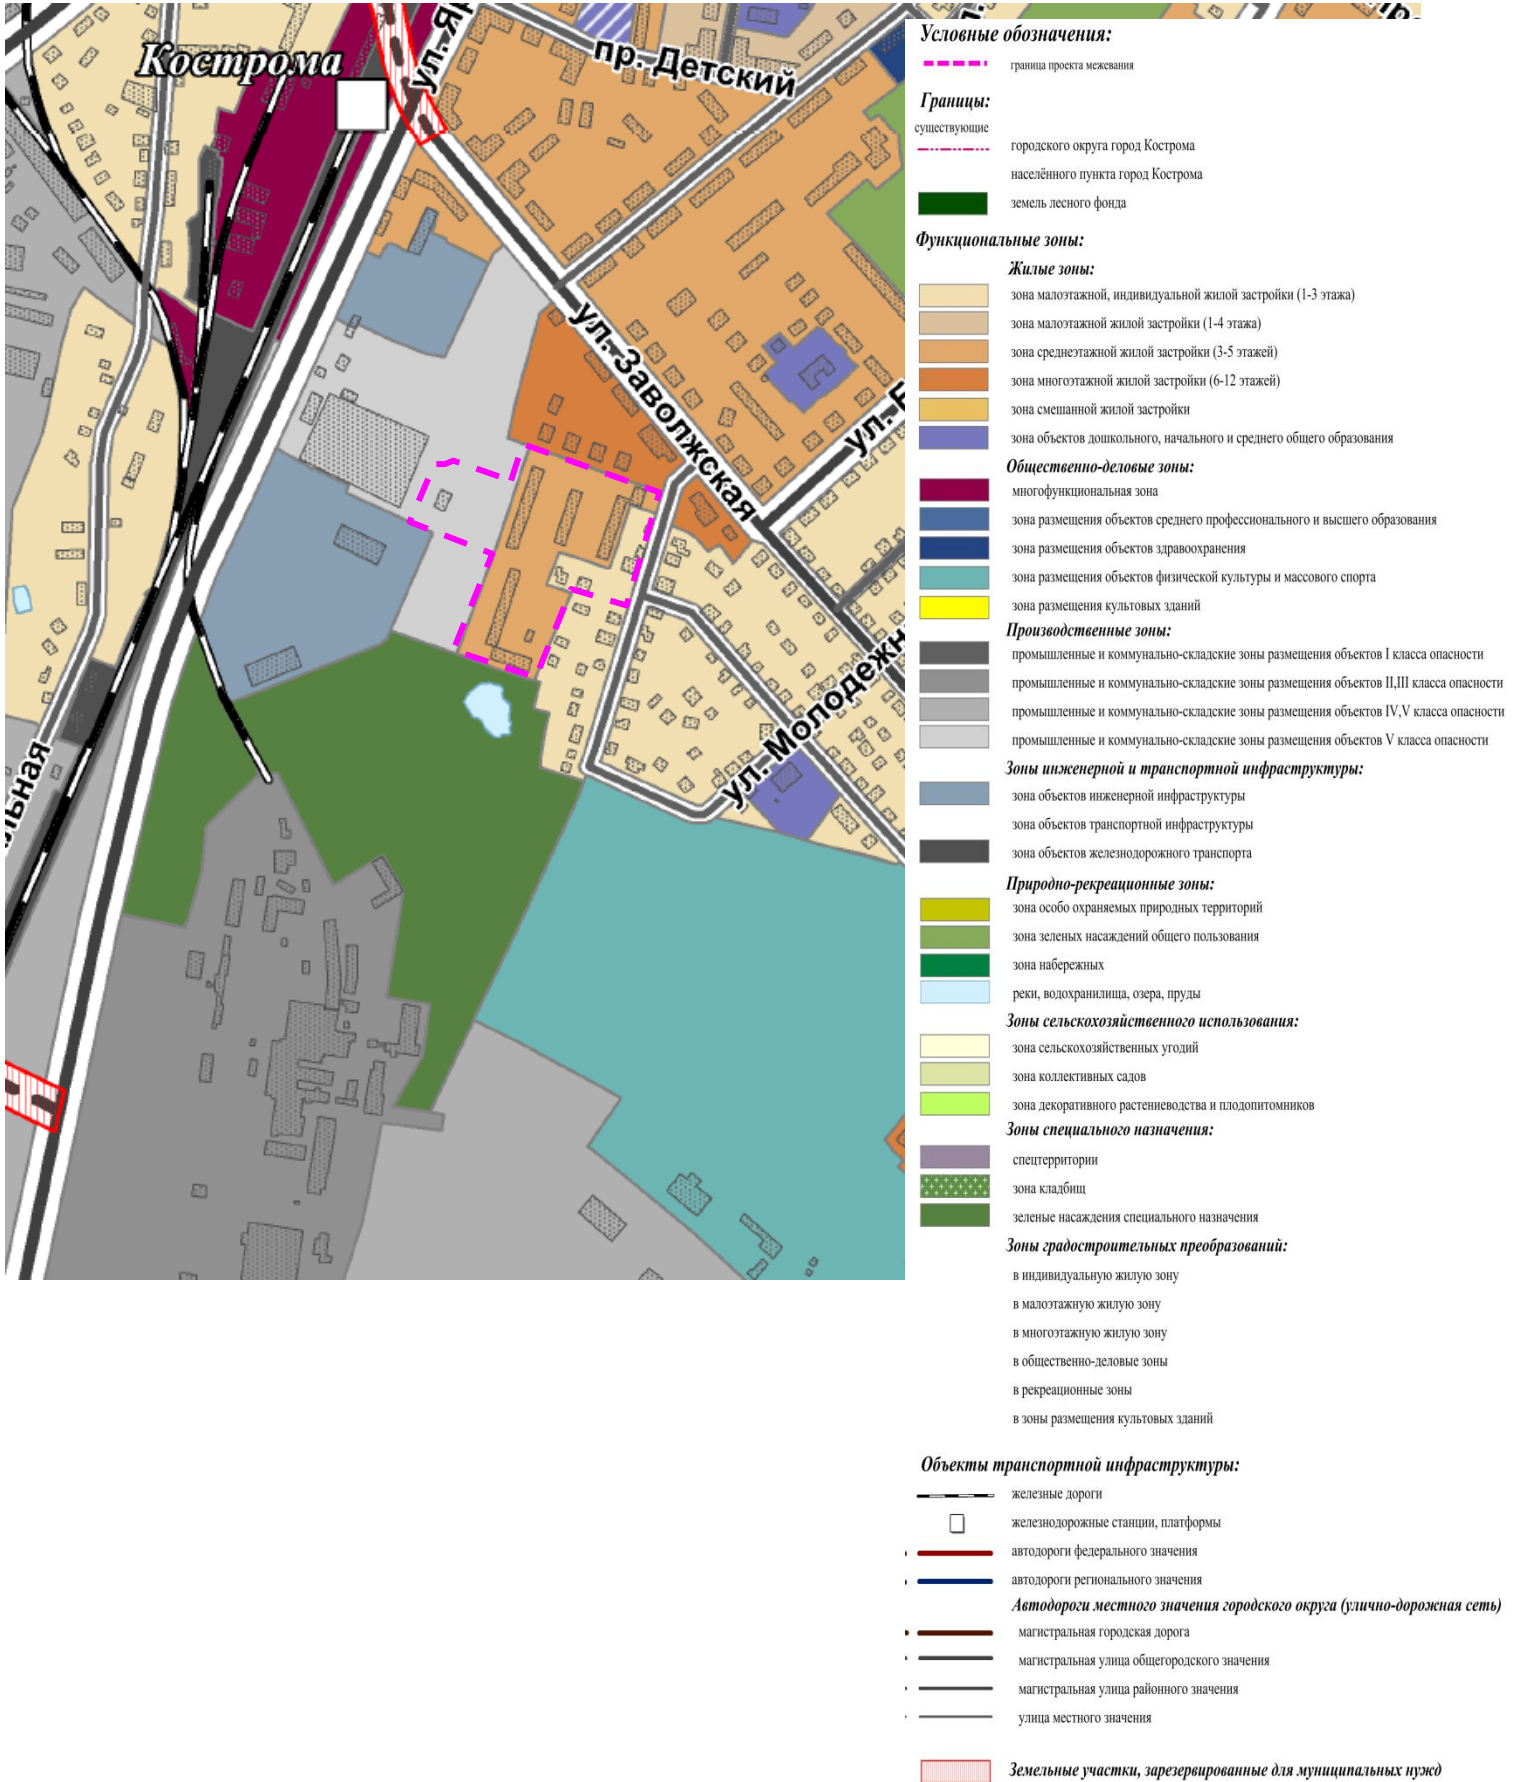 Кострома
ул. Яр
пр. Детский
ул. Заволжская
ул. Молодежн
льная
Условные обозначения:
граница проекта межевания
Границы:
существующие
городского округа город Кострома
населённого пункта город Кострома
земель лесного фонда
Функциональные зоны:
Жилые зоны:
зона малоэтажной, индивидуальной жилой застройки (1-3 этажа)
зона малоэтажной жилой застройки (1-4 этажа)
зона среднеэтажной жилой застройки (3-5 этажей)
зона многоэтажной жилой застройки (6-12 этажей)
зона смешанной жилой застройки
зона объектов дошкольного, начального и среднего общего образования
Общественно-деловые зоны:
многофункциональная зона
зона размещения объектов среднего профессионального и высшего образования
зона размещения объектов здравоохранения
зона размещения объектов физической культуры и массового спорта
зона размещения культовых зданий
Производственные зоны:
промышленные и коммунально-складские зоны размещения объектов I класса опасности
промышленные и коммунально-складские зоны размещения объектов II,III класса опасности
промышленные и коммунально-складские зоны размещения объектов IV,V класса опасности
промышленные и коммунально-складские зоны размещения объектов V класса опасности
Зоны инженерной и транспортной инфраструктуры:
зона объектов инженерной инфраструктуры
зона объектов транспортной инфраструктуры
зона объектов железнодорожного транспорта
Природно-рекреационные зоны:
зона особо охраняемых природных территорий
зона зеленых насаждений общего пользования
зона набережных
реки, водохранилища, озера, пруды
Зоны сельскохозяйственного использования:
зона сельскохозяйственных угодий
зона коллективных садов
зона декоративного растениеводства и плодопитомников
Зоны специального назначения:
спецтерритории
зона кладбищ
зеленые насаждения специального назначения
Зоны градостроительных преобразований:
в индивидуальную жилую зону
в малоэтажную жилую зону
в многоэтажную жилую зону
в общественно-деловые зоны
в рекреационные зоны
в зоны размещения культовых зданий
Объекты транспортной инфраструктуры:
железные дороги
железнодорожные станции, платформы
автодороги федерального значения
автодороги регионального значения
Автодороги местного значения городского округа (улично-дорожная сеть)
магистральная городская дорога
магистральная улица общегородского значения
магистральная улица районного значения
улица местного значения
Земельные участки, зарезервированные для муниципальных нужд